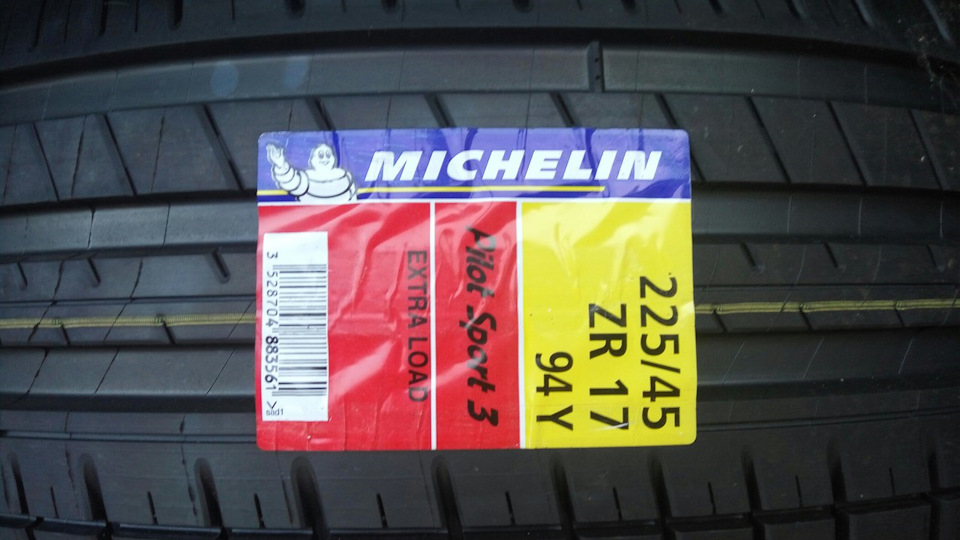 MICHELIN
225/45
ZR 17
94 Y
Pilot Sport 3
EXTRA LOAD
3 528704 883561 >